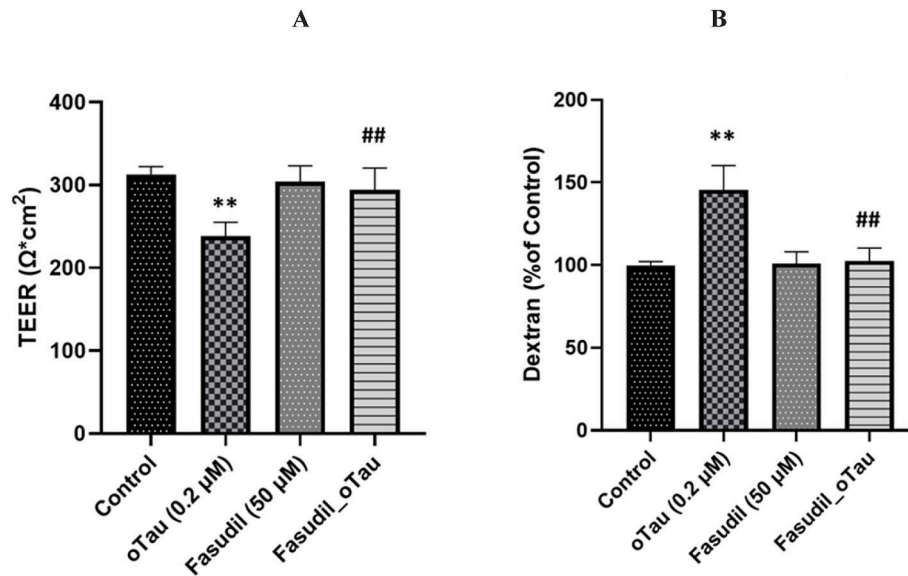 A
B
TEER (Ω*cm²)
400
300
200
100
0
**
##
Control
oTau (0.2 µM)
Fasudil (50 µM)
Fasudil_oTau
Dextran (%of Control)
200
150
100
50
0
**
##
Control
oTau (0.2 µM)
Fasudil (50 µM)
Fasudil_oTau